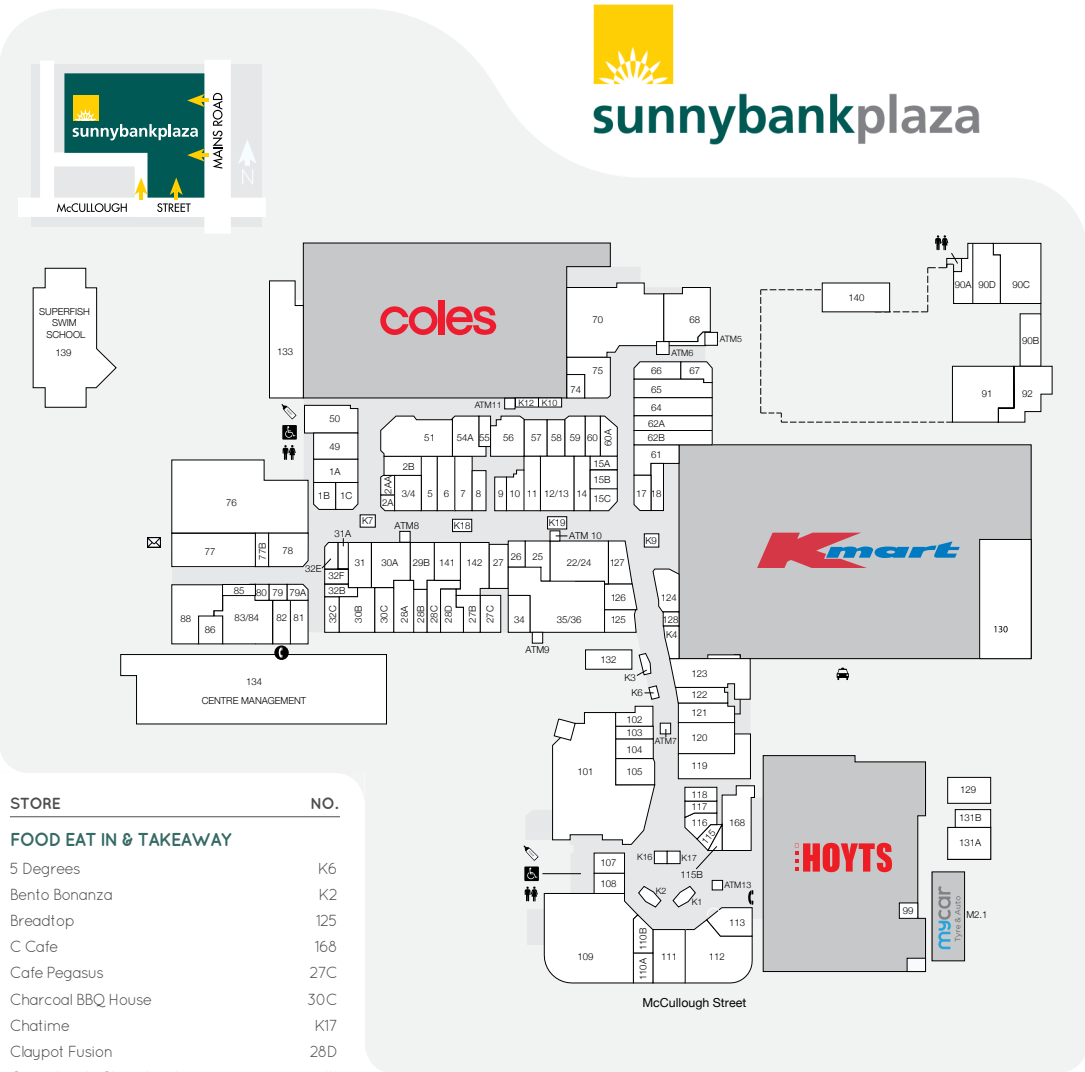 sunnybankplaza
sunnybankplaza
MAINS ROAD
N
McCULLOUGH STREET
SUPERFISH
SWIM
SCHOOL
139
133
coles
70
68
ATM5
ATM6
75
74
66
67
65
64
62A
62B
61
17
18
140
90A
90D
90C
90B
91
92
ATM11
K12
K10
50
49
1A
1B
1C
51
54A
55
56
57
58
59
60
60A
2B
2AA
2A
3/4
5
6
7
8
9
10
11
12/13
14
15A
15B
15C
76
77
77B
78
K7
ATM8
K18
K19
ATM 10
K9
31A
32E
32F
32B
32C
31
30A
29B
141
142
27
30B
30C
28A
28B
28C
28D
27B
27C
26
25
22/24
127
126
125
34
35/36
ATM9
124
128
K4
Kmart
130
85
80
79
79A
88
86
83/84
82
81
134
CENTRE MANAGEMENT
132
K3
K6
123
122
121
120
119
102
103
104
105
101
ATM7
118
117
116
115
168
115B
K16
K17
K2
K1
ATM13
107
108
109
110B
110A
111
112
113
HOYTS
99
129
131B
131A
mycar
Tyre & Auto
M2.1
McCullough Street
STORE NO.
FOOD EAT IN & TAKEAWAY
5 Degrees K6
Bento Bonanza K2
Breadtop 125
C Cafe 168
Cafe Pegasus 27C
Charcoal BBQ House 30C
Chatime K17
Claypot Fusion 28D